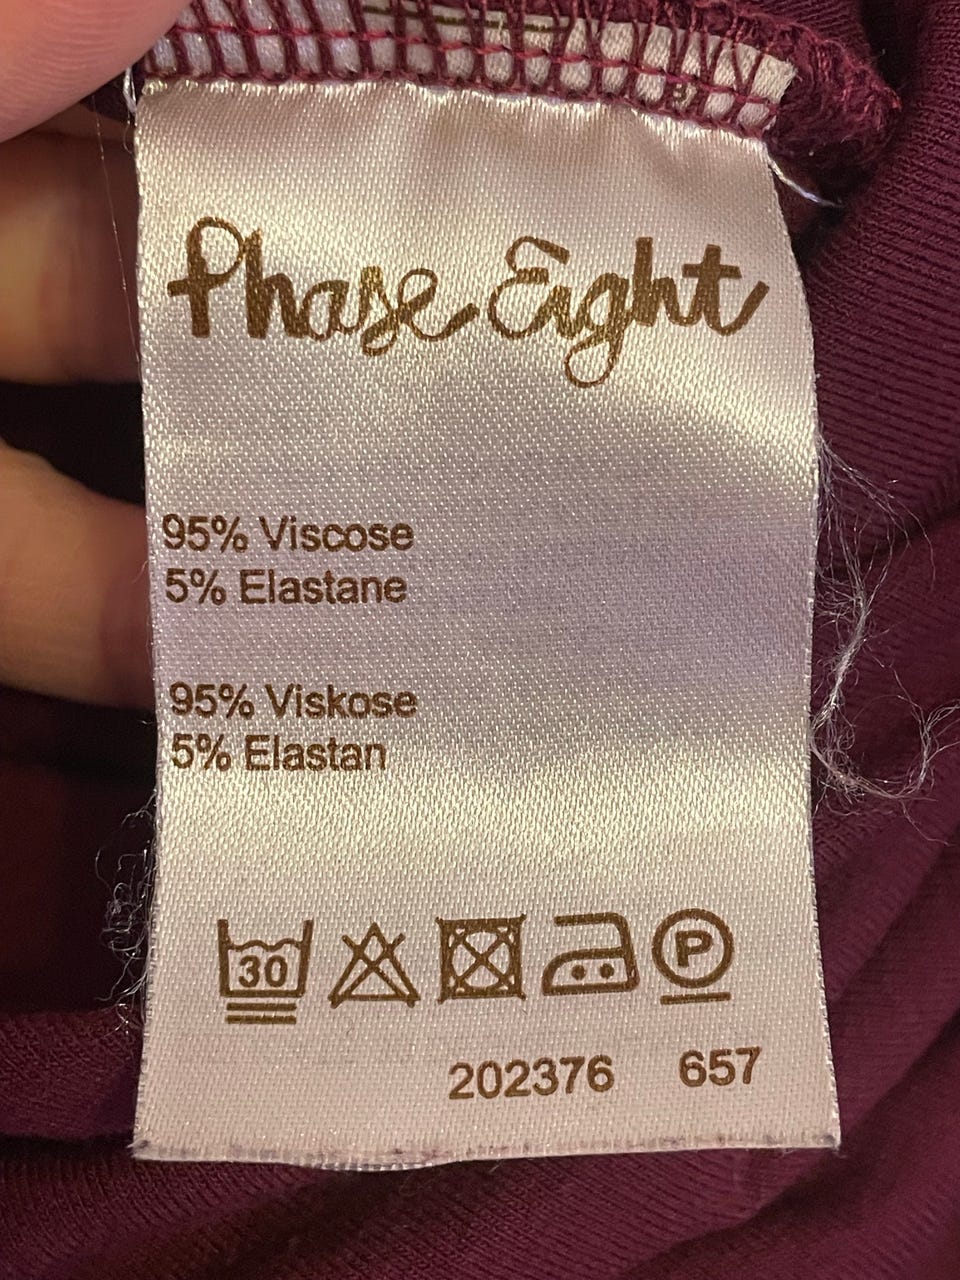 Phase Eight
95% Viscose
5% Elastane
95% Viskose
5% Elastan
30 P
202376 657